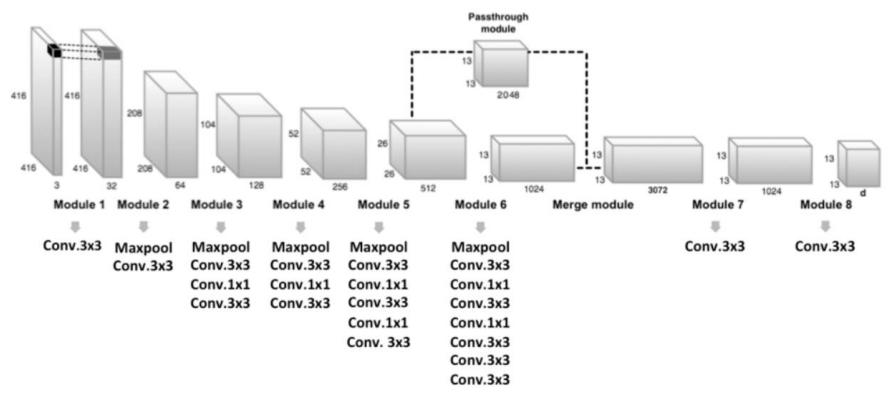 Passthrough
module
13
13
2048
416
416
3
416
416
32
208
208
64
104
104
128
52
52
256
26
26
512
13
13
1024
13
13
3072
13
13
1024
13
13
d
Module 1
Module 2
Module 3
Module 4
Module 5
Module 6
Merge module
Module 7
Module 8
Conv.3x3
Maxpool
Conv.3x3
Maxpool
Conv.3x3
Conv.1x1
Conv.3x3
Maxpool
Conv.3x3
Conv.1x1
Conv.3x3
Maxpool
Conv.3x3
Conv.1x1
Conv.3x3
Conv.1x1
Conv. 3x3
Maxpool
Conv.3x3
Conv.1x1
Conv.3x3
Conv.1x1
Conv.3x3
Conv.3x3
Conv.3x3
Conv.3x3
Conv.3x3